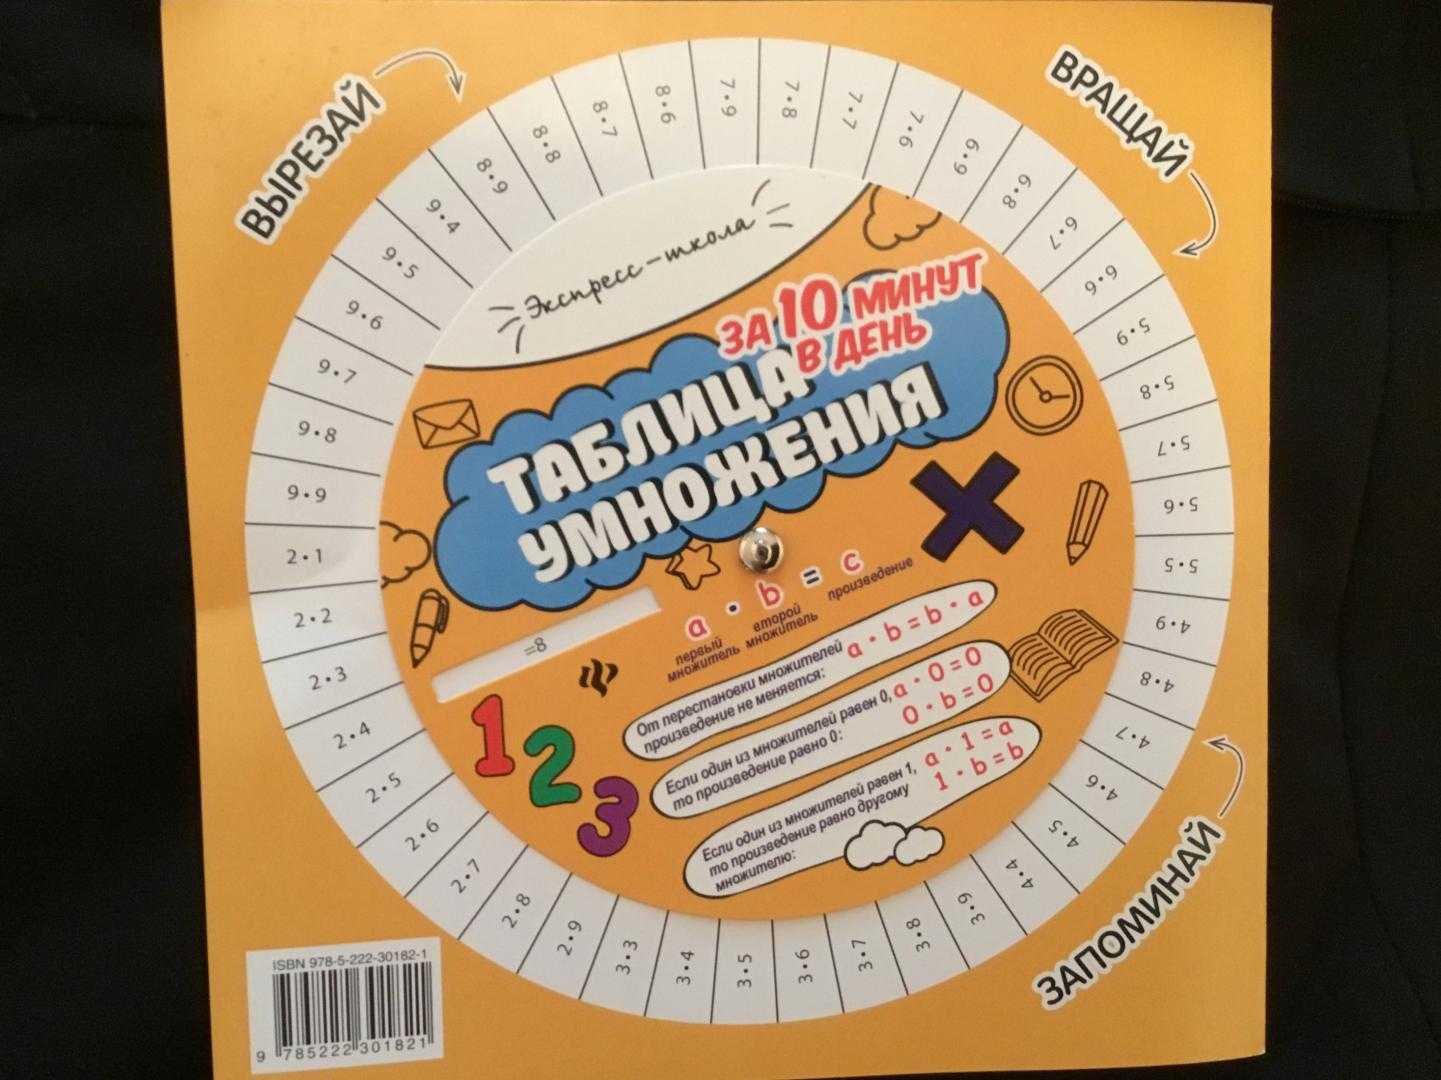 ВЫРЕЗАЙ
ВРАЩАЙ
ЗАПОМИНАЙ
Экспресс-школа
ЗА 10 МИНУТ
В ДЕНЬ
ТАБЛИЦА
УМНОЖЕНИЯ
a · b = c
первый множитель
второй множитель
произведение
=8
От перестановки множителей
произведение не меняется:
a · b = b · a
Если один из множителей равен 0,
то произведение равно 0:
a · 0 = 0
0 · b = 0
Если один из множителей равен 1,
то произведение равно другому
множителю:
a · 1 = a
1 · b = b
1 2 3
2•1
2•2
2•3
2•4
2•5
2•6
2•7
2•8
2•9
3•3
3•4
3•5
3•6
3•7
3•8
3•9
4•4
4•5
4•6
4•7
4•8
4•9
5•5
5•6
5•7
5•8
5•9
6•6
6•7
6•8
6•9
7•6
7•7
7•8
7•9
8•6
8•7
8•8
8•9
9•4
9•5
9•6
9•7
9•8
9•9
ISBN 978-5-222-30182-1
9 785222 301821